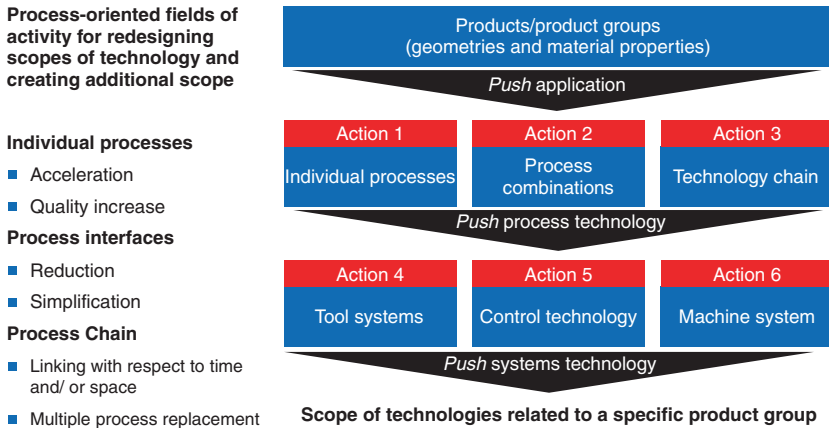 Process-oriented fields of
activity for redesigning
scopes of technology and
creating additional scope
Individual processes
Acceleration
Quality increase
Process interfaces
Reduction
Simplification
Process Chain
Linking with respect to time
and/ or space
Multiple process replacement
Products/product groups
(geometries and material properties)
Push application
Action 1
Individual processes
Action 2
Process
combinations
Action 3
Technology chain
Push process technology
Action 4
Tool systems
Action 5
Control technology
Action 6
Machine system
Push systems technology
Scope of technologies related to a specific product group